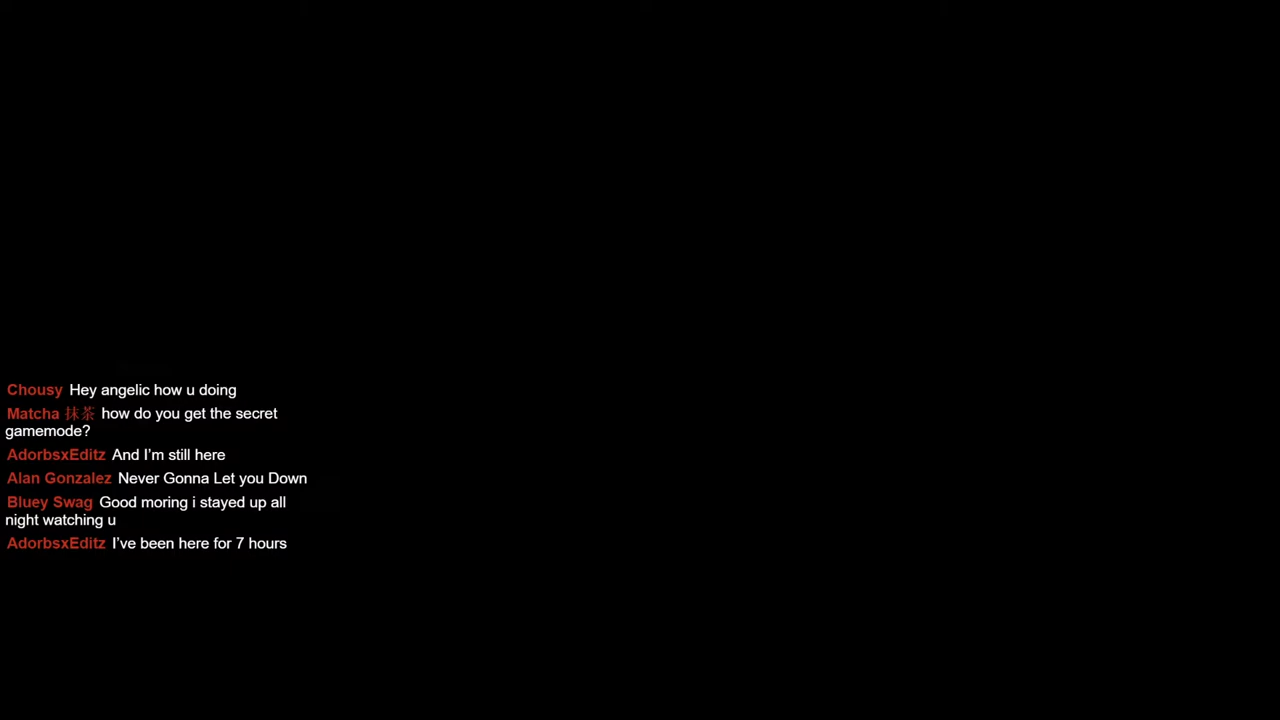 Chousy Hey angelic how u doing
Matcha 抹茶 how do you get the secret
gamemode?
AdorbsxEditz And I'm still here
Alan Gonzalez Never Gonna Let you Down
Bluey Swag Good moring i stayed up all
night watching u
AdorbsxEditz I've been here for 7 hours